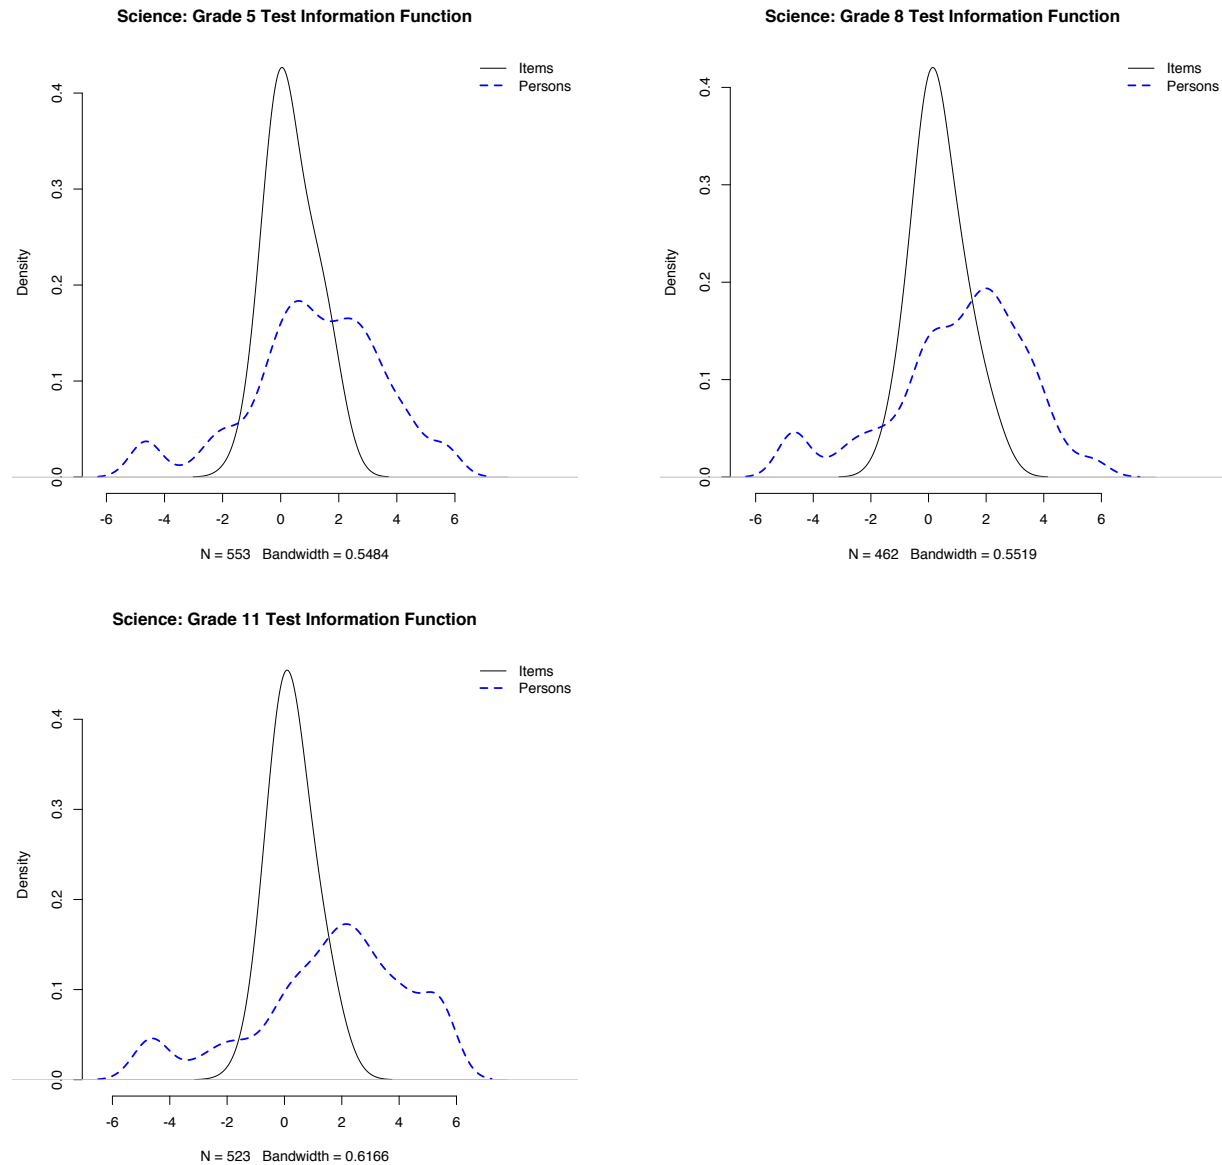 Science: Grade 5 Test Information Function
Items
Persons
Density
0.0 0.1 0.2 0.3 0.4
-6 -4 -2 0 2 4 6
N = 553 Bandwidth = 0.5484
Science: Grade 8 Test Information Function
Items
Persons
Density
0.0 0.1 0.2 0.3 0.4
-6 -4 -2 0 2 4 6
N = 462 Bandwidth = 0.5519
Science: Grade 11 Test Information Function
Items
Persons
Density
0.0 0.1 0.2 0.3 0.4
-6 -4 -2 0 2 4 6
N = 523 Bandwidth = 0.6166